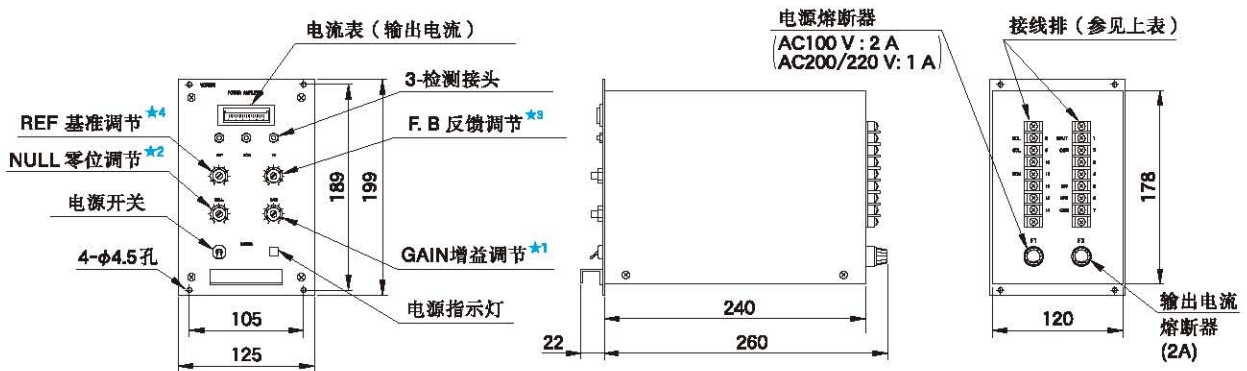 电流表（输出电流）
3-检测接头
REF 基准调节★4
F. B 反馈调节★3
NULL 零位调节★2
电源开关
GAIN增益调节★1
4-φ4.5孔
电源指示灯
POWER AMPLIFIER
189
199
105
125
240
22
260
电源熔断器
AC100 V : 2 A
AC200/220 V: 1 A
接线排（参见上表）
F1
F2
178
120
输出电流
熔断器
(2A)